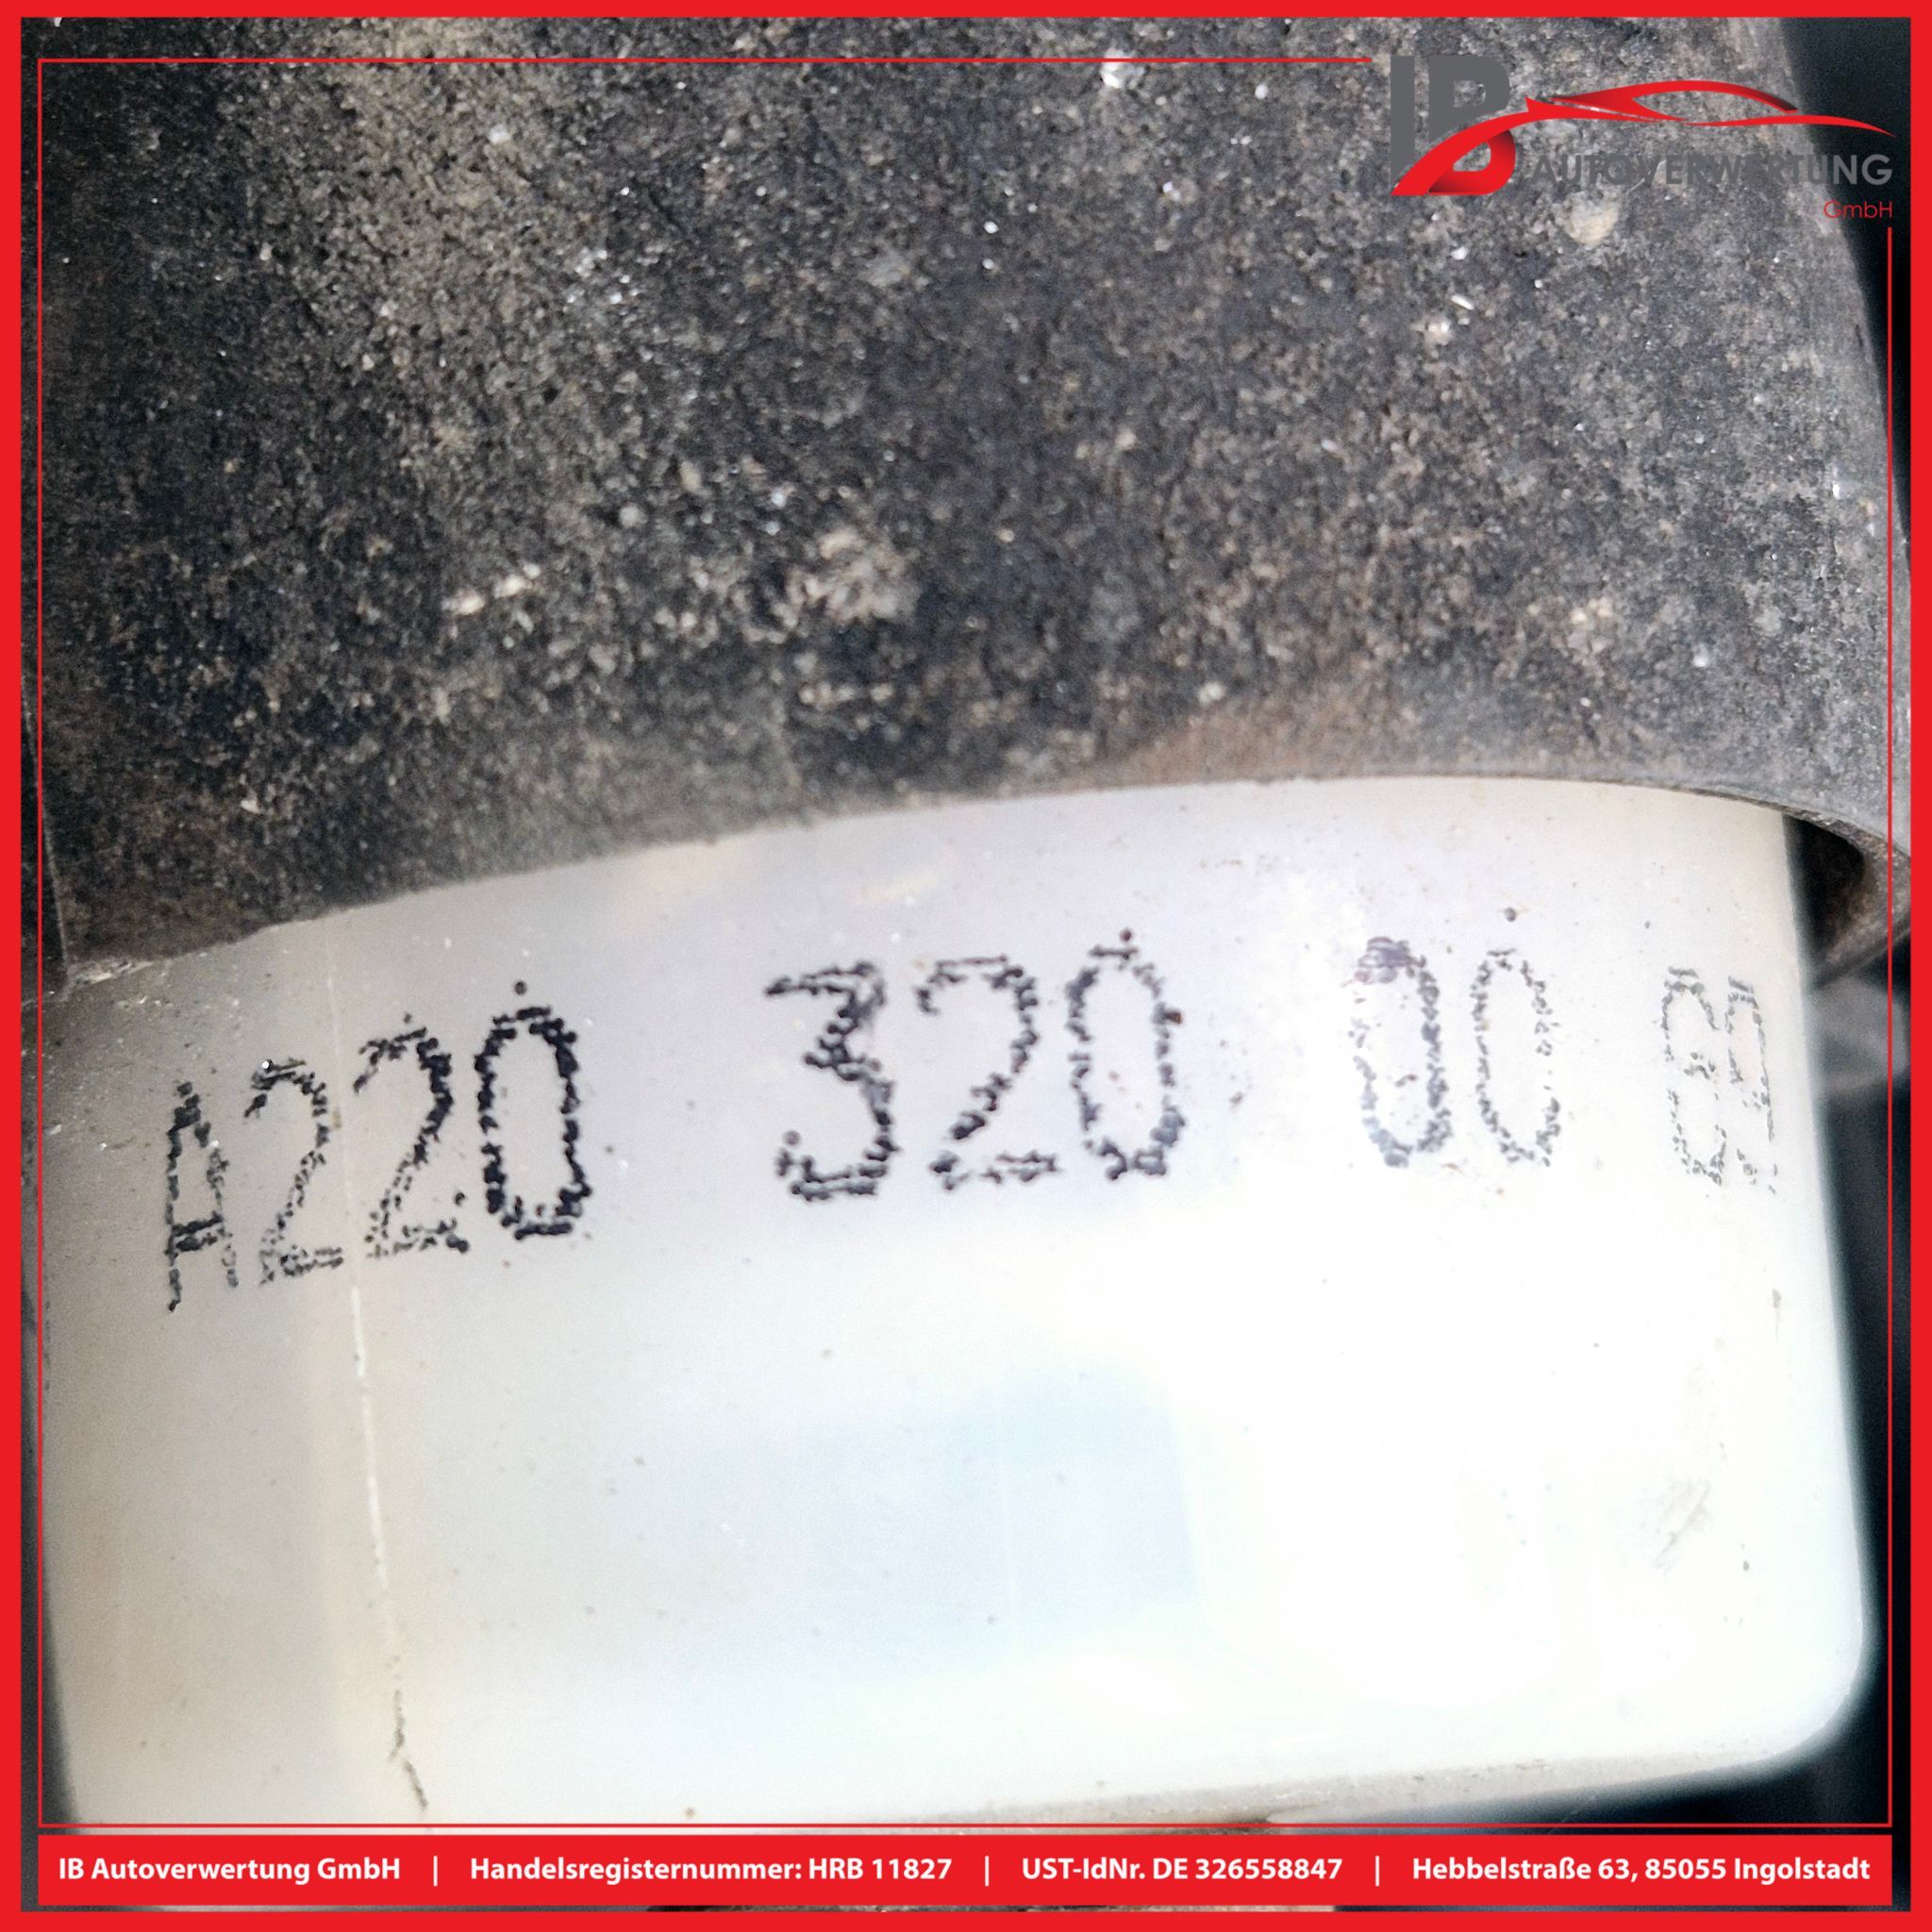 IB
AUTOVERWERTUNG
GmbH
A220 320 00
IB Autoverwertung GmbH | Handelsregisternummer: HRB 11827 | UST-IdNr. DE 326558847 | Hebbelstraße 63, 85055 Ingolstadt